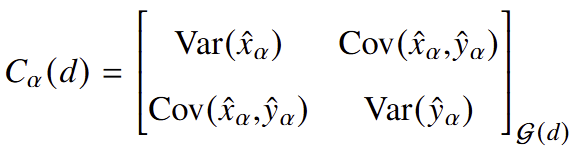 C_α(d) = [ Var(x̂_α) Cov(x̂_α,ŷ_α)
Cov(x̂_α,ŷ_α) Var(ŷ_α) ]_𝒢(d)